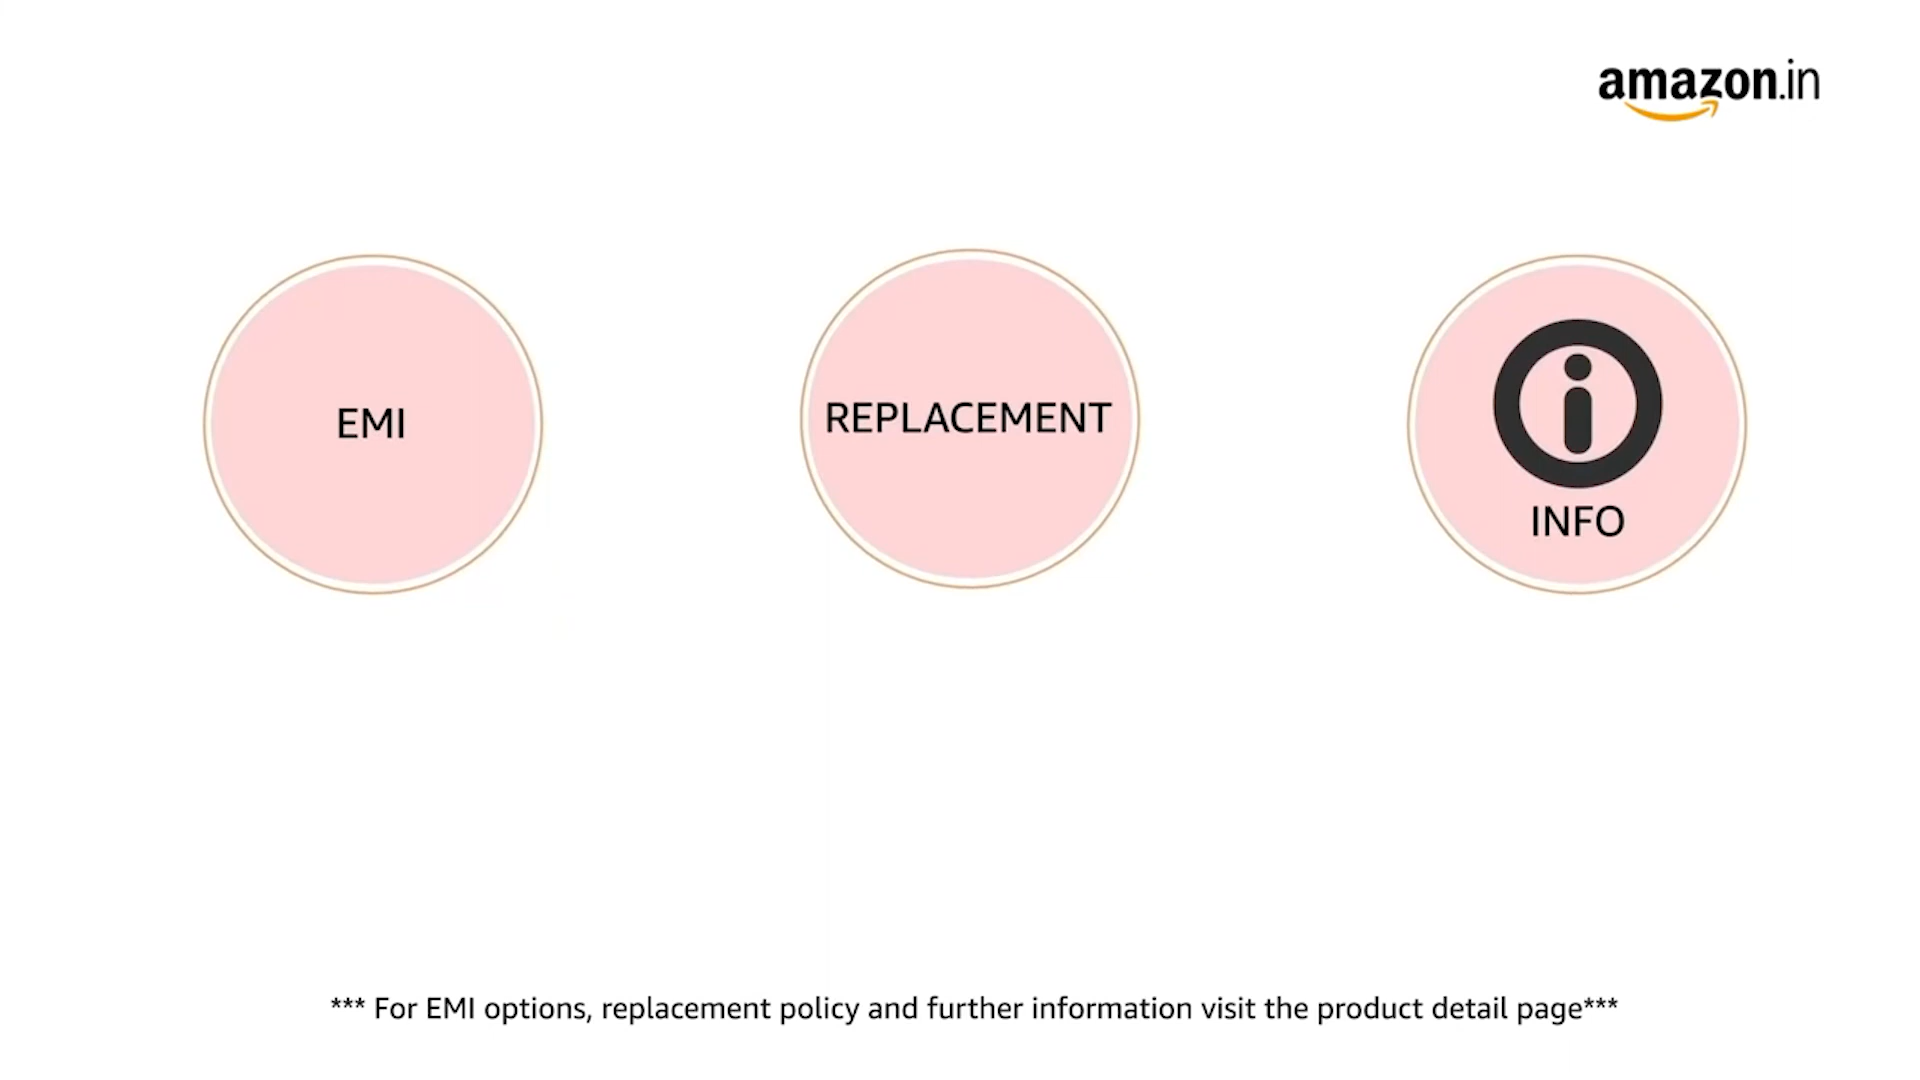 amazon.in
EMI
REPLACEMENT
INFO
*** For EMI options, replacement policy and further information visit the product detail page***